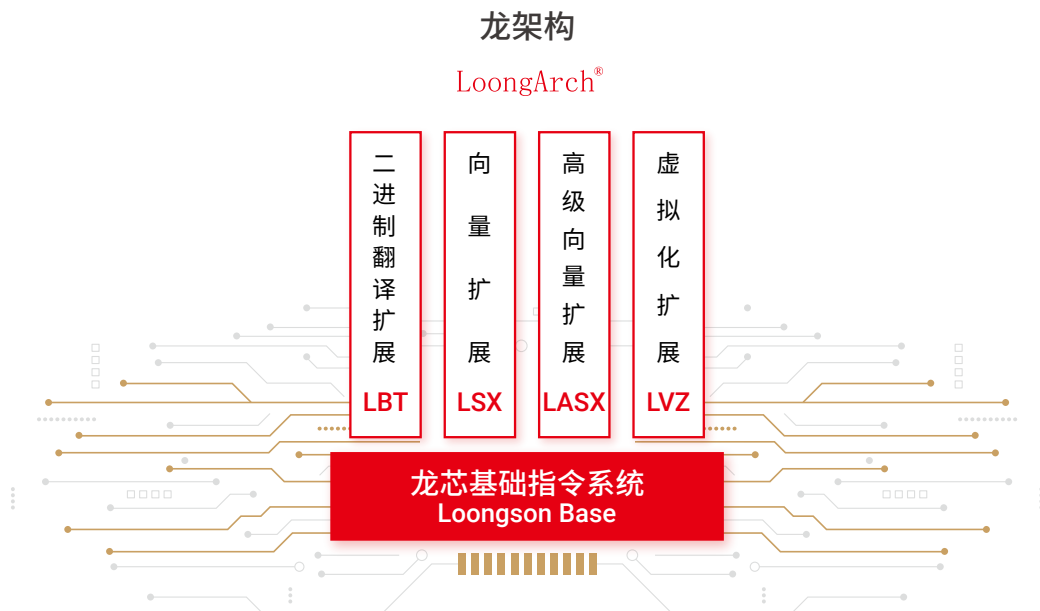 龙架构
LoongArch®
二进制翻译扩展
LBT
向量扩展
LSX
高级向量扩展
LASX
虚拟化扩展
LVZ
龙芯基础指令系统
Loongson Base